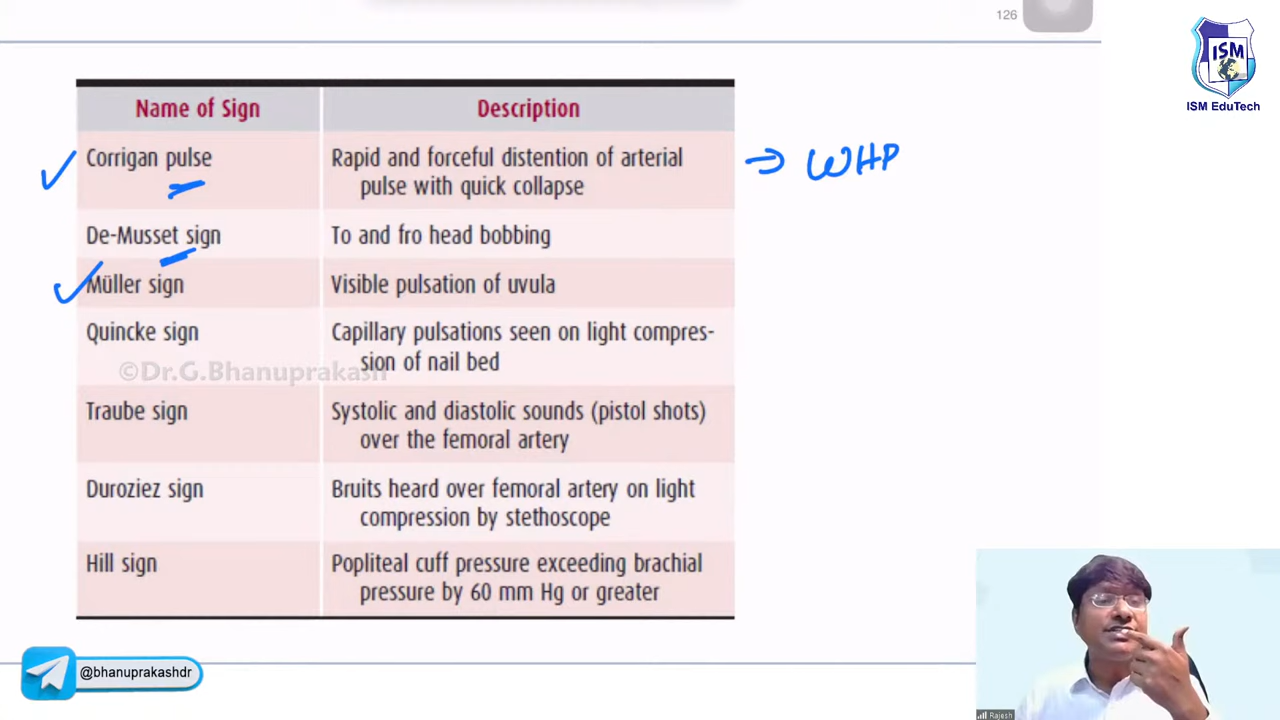 126
ISM
ISM EduTech
Name of Sign Description
Corrigan pulse Rapid and forceful distention of arterial
pulse with quick collapse
→ WHP
De-Musset sign To and fro head bobbing
Müller sign Visible pulsation of uvula
Quincke sign Capillary pulsations seen on light compres-
sion of nail bed
©Dr.G.Bhanuprakash
Traube sign Systolic and diastolic sounds (pistol shots)
over the femoral artery
Duroziez sign Bruits heard over femoral artery on light
compression by stethoscope
Hill sign Popliteal cuff pressure exceeding brachial
pressure by 60 mm Hg or greater
@bhanuprakashdr
Rajesh